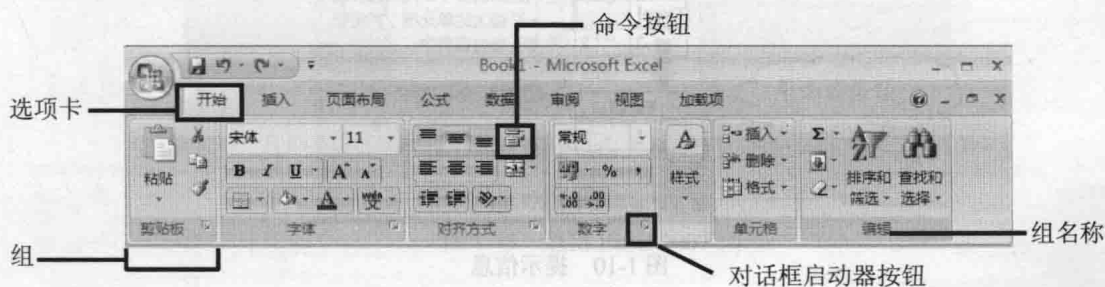 命令按钮
Book1 - Microsoft Excel
选项卡
开始 插入 页面布局 公式 数据 审阅 视图 加载项
宋体 11 常规 Σ 插入
粘贴 B I U A A % , 样式 删除 排序和 查找和
A 格式 筛选 选择
剪贴板 字体 对齐方式 数字 单元格 编辑
组名称
组
对话框启动器按钮
图1-10 提示信息